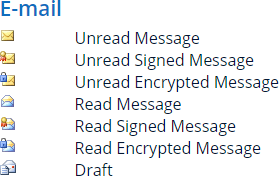 E-mail
Unread Message
Unread Signed Message
Unread Encrypted Message
Read Message
Read Signed Message
Read Encrypted Message
Draft